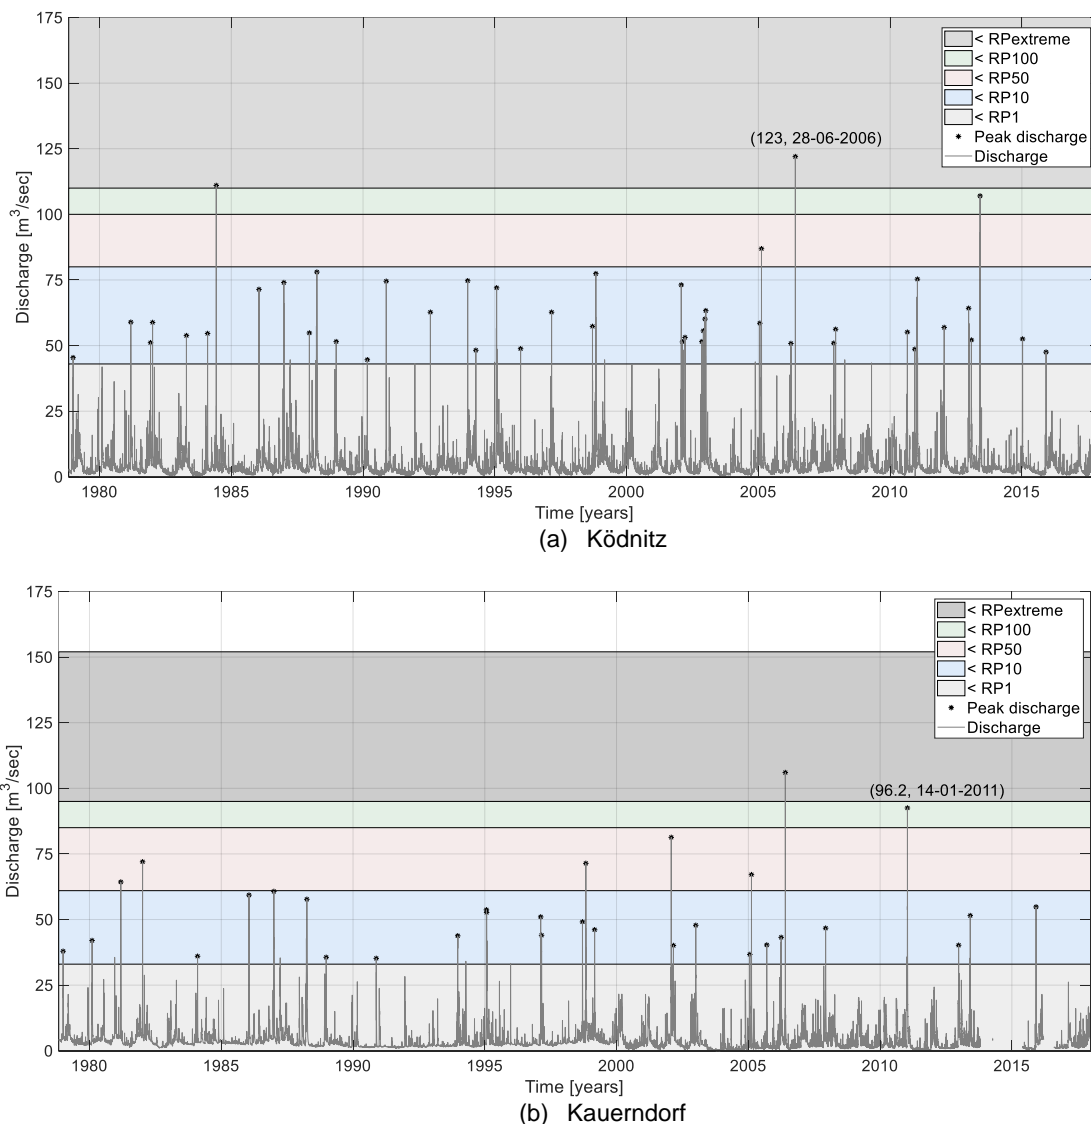 175
150
125
100
75
50
25
0
Discharge [m³/sec]
(123, 28-06-2006)
< RPextreme
< RP100
< RP50
< RP10
< RP1
Peak discharge
Discharge
1980 1985 1990 1995 2000 2005 2010 2015
Time [years]
(a) Ködnitz
175
150
125
100
75
50
25
0
Discharge [m³/sec]
(96.2, 14-01-2011)
< RPextreme
< RP100
< RP50
< RP10
< RP1
Peak discharge
Discharge
1980 1985 1990 1995 2000 2005 2010 2015
Time [years]
(b) Kauerndorf